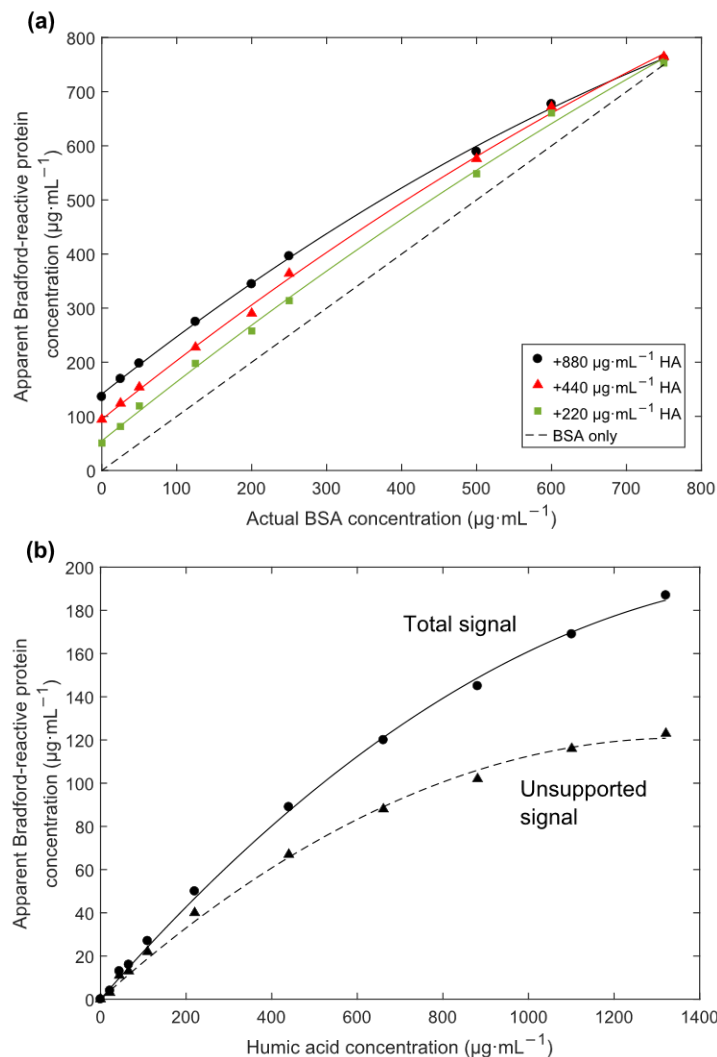 (a)
800
700
600
500
400
300
200
100
0
Apparent Bradford-reactive protein
concentration (µg·mL⁻¹)
+880 µg·mL⁻¹ HA
+440 µg·mL⁻¹ HA
+220 µg·mL⁻¹ HA
BSA only
0 100 200 300 400 500 600 700 800
Actual BSA concentration (µg·mL⁻¹)
(b)
200
180
160
140
120
100
80
60
40
20
0
Apparent Bradford-reactive protein
concentration (µg·mL⁻¹)
Total signal
Unsupported
signal
0 200 400 600 800 1000 1200 1400
Humic acid concentration (µg·mL⁻¹)